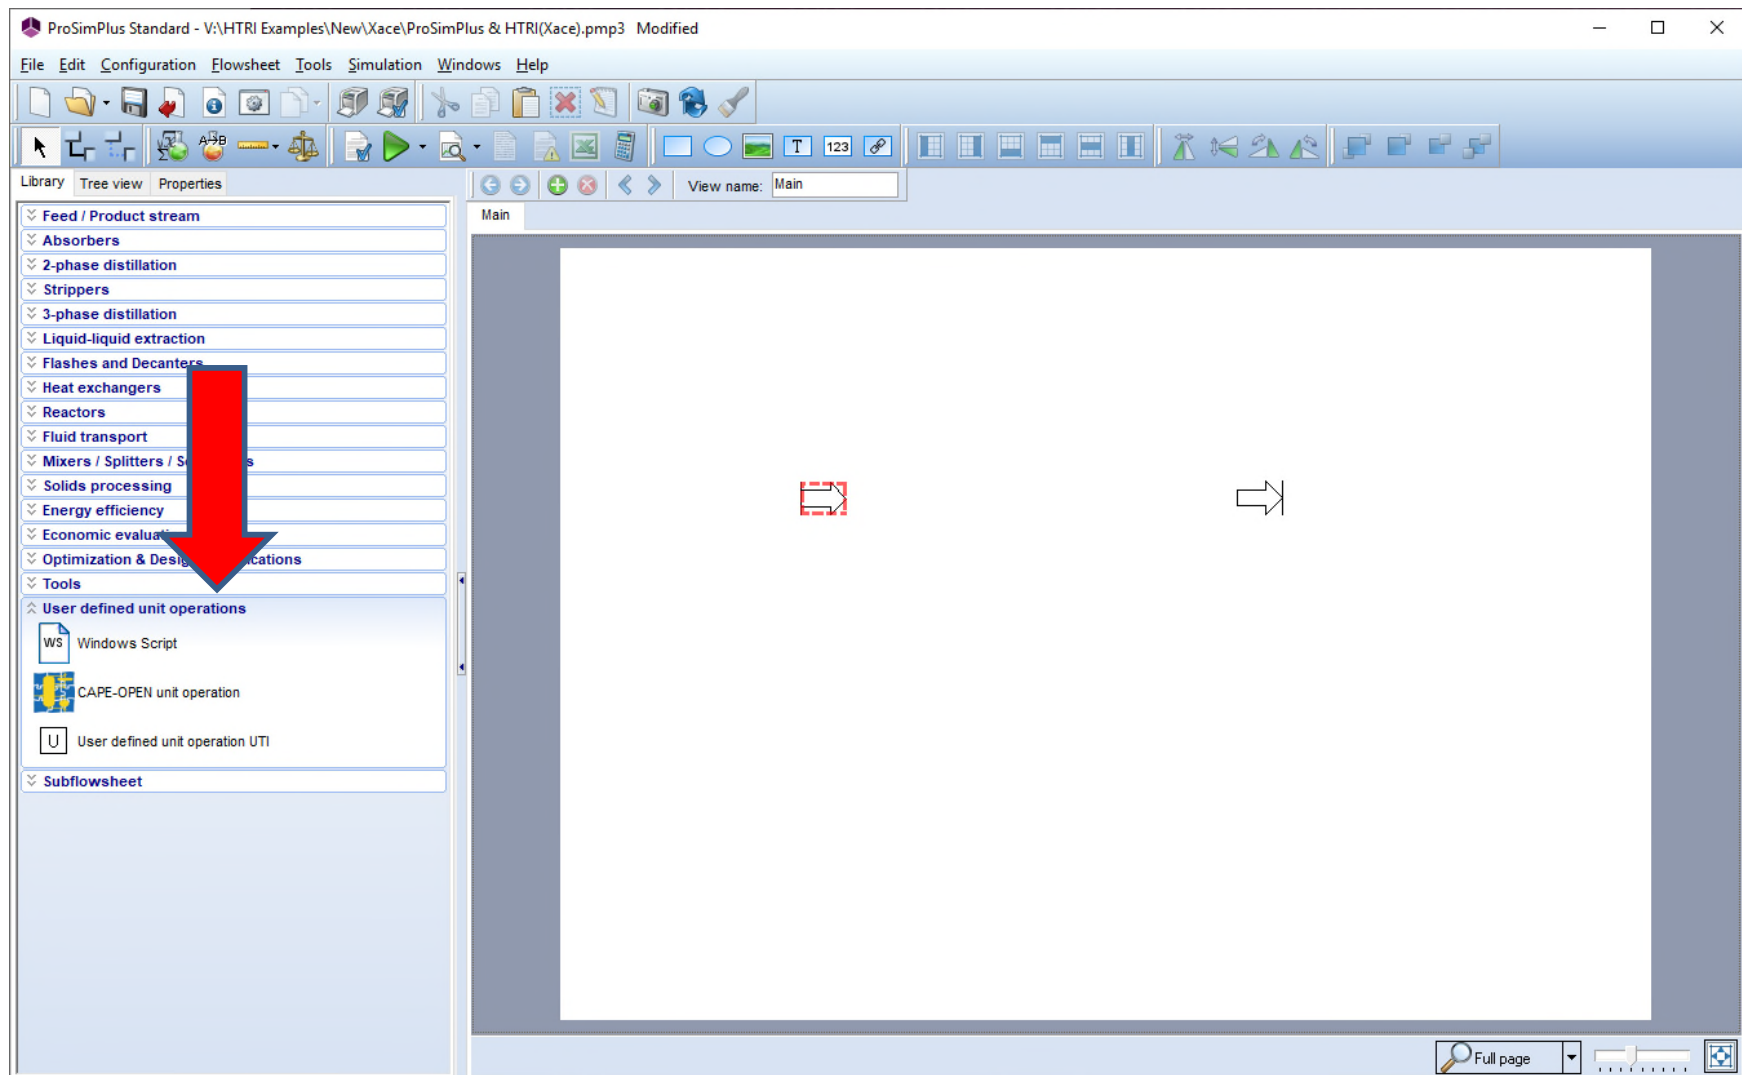 ProSimPlus Standard - V:\HTRI Examples\New\Xace\ProSimPlus & HTRI(Xace).pmp3 Modified
File Edit Configuration Flowsheet Tools Simulation Windows Help
A→B
T 123
Library Tree view Properties
View name: Main
Main
Feed / Product stream
Absorbers
2-phase distillation
Strippers
3-phase distillation
Liquid-liquid extraction
Flashes and Decanters
Heat exchangers
Reactors
Fluid transport
Mixers / Splitters /
Solids processing
Energy efficiency
Economic
Optimization &
Tools
User defined unit operations
WS Windows Script
CAPE-OPEN unit operation
U User defined unit operation UTI
Subflowsheet
Full page